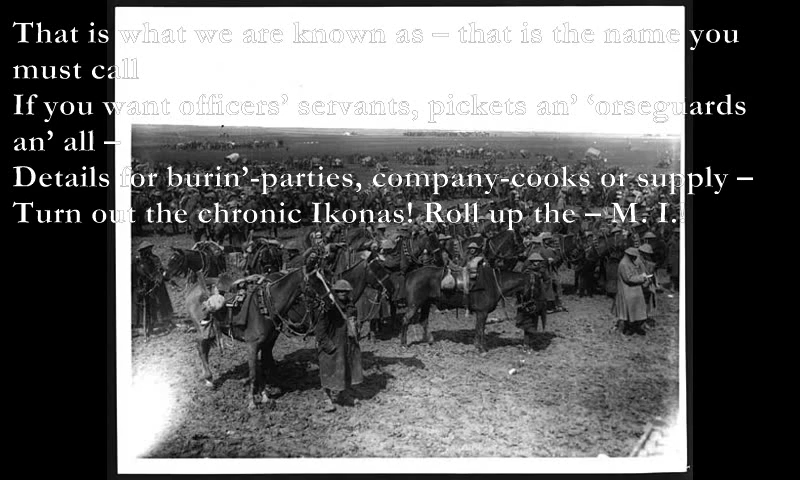 That is what we are known as – that is the name you
must call
If you want officers’ servants, pickets an’ ‘orseguards
an’ all –
Details for burin’-parties, company-cooks or supply –
Turn out the chronic Ikonas! Roll up the – M. I.!